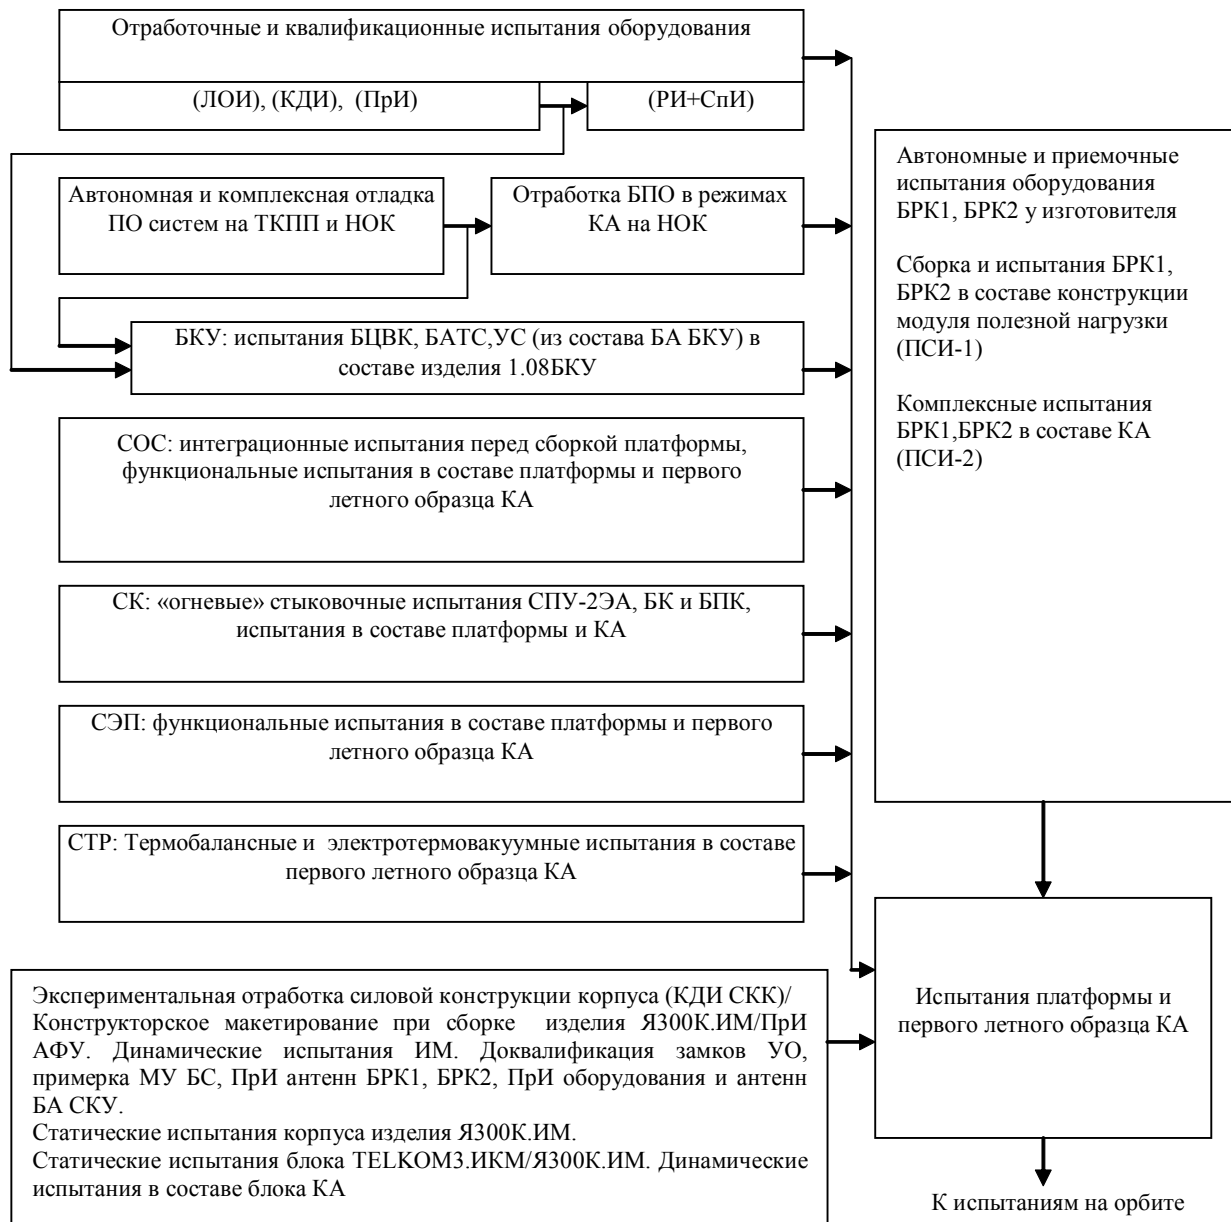 Отработочные и квалификационные испытания оборудования
(ЛОИ), (КДИ), (ПрИ)
(РИ+СпИ)
Автономная и комплексная отладка
ПО систем на ТКПП и НОК
Отработка БПО в режимах
КА на НОК
БКУ: испытания БЦВК, БАТС,УС (из состава БА БКУ) в
составе изделия 1.08БКУ
СОС: интеграционные испытания перед сборкой платформы,
функциональные испытания в составе платформы и первого
летного образца КА
СК: «огневые» стыковочные испытания СПУ-2ЭА, БК и БПК,
испытания в составе платформы и КА
СЭП: функциональные испытания в составе платформы и первого
летного образца КА
СТР: Термобалансные и электротермовакуумные испытания в составе
первого летного образца КА
Экспериментальная отработка силовой конструкции корпуса (КДИ СКК)/
Конструкторское макетирование при сборке изделия Я300К.ИМ/ПрИ
АФУ. Динамические испытания ИМ. Доквалификация замков УО,
примерка МУ БС, ПрИ антенн БРК1, БРК2, ПрИ оборудования и антенн
БА СКУ.
Статические испытания корпуса изделия Я300К.ИМ.
Статические испытания блока TELKOM3.ИКМ/Я300К.ИМ. Динамические
испытания в составе блока КА
Автономные и приемочные
испытания оборудования
БРК1, БРК2 у изготовителя
Сборка и испытания БРК1,
БРК2 в составе конструкции
модуля полезной нагрузки
(ПСИ-1)
Комплексные испытания
БРК1,БРК2 в составе КА
(ПСИ-2)
Испытания платформы и
первого летного образца КА
К испытаниям на орбите